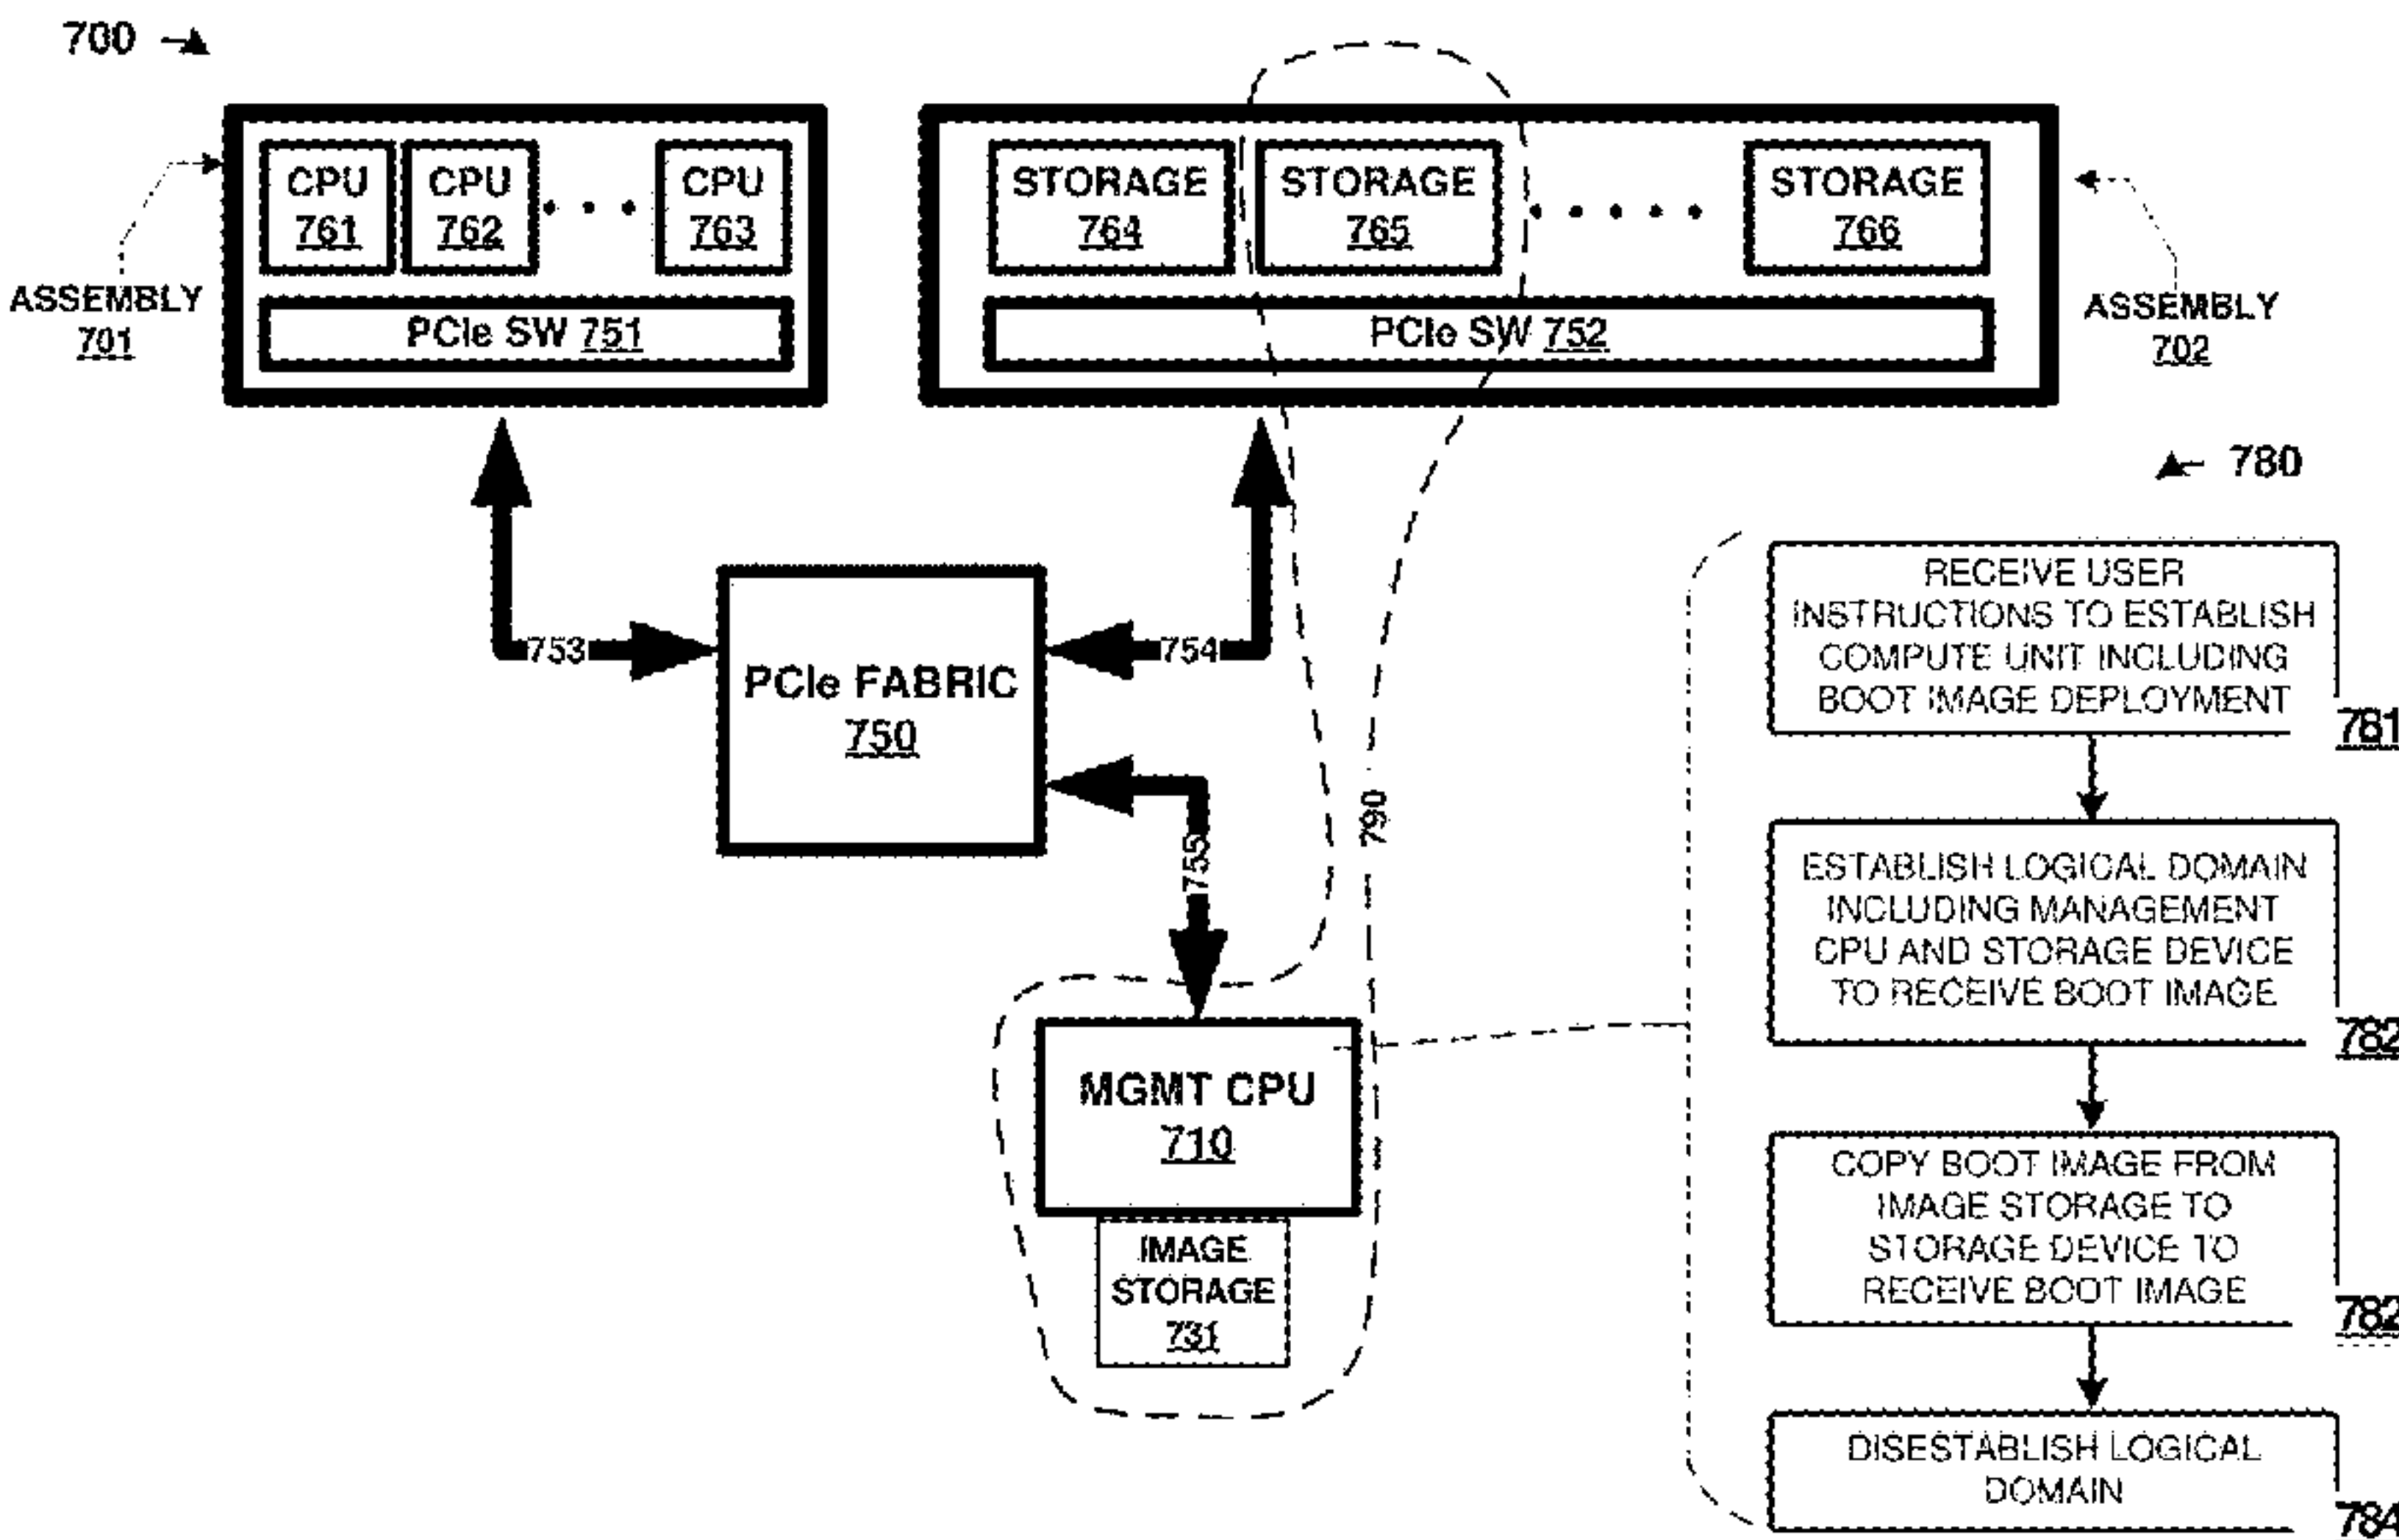 700
CPU
761
CPU
762
CPU
763
STORAGE
764
STORAGE
765
STORAGE
766
PCIe SW 751
PCIe SW 752
ASSEMBLY
701
ASSEMBLY
702
753
754
PCIe FABRIC
750
755
790
MGMT CPU
710
IMAGE
STORAGE
731
780
RECEIVE USER
INSTRUCTIONS TO ESTABLISH
COMPUTE UNIT INCLUDING
BOOT IMAGE DEPLOYMENT
781
ESTABLISH LOGICAL DOMAIN
INCLUDING MANAGEMENT
CPU AND STORAGE DEVICE
TO RECEIVE BOOT IMAGE
782
COPY BOOT IMAGE FROM
IMAGE STORAGE TO
STORAGE DEVICE TO
RECEIVE BOOT IMAGE
782
DISESTABLISH LOGICAL
DOMAIN
784